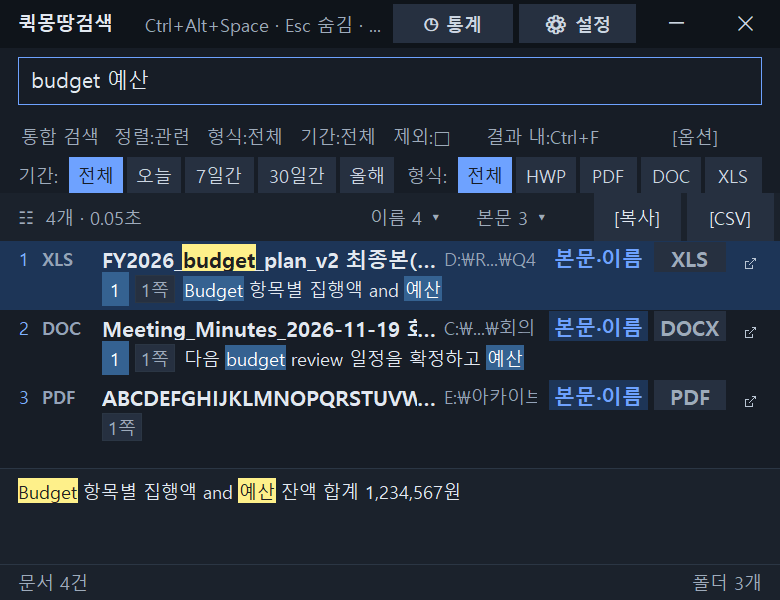 퀵몽땅검색 Ctrl+Alt+Space · Esc 숨김 · ... 통계 설정
budget 예산
통합 검색 정렬:관련 형식:전체 기간:전체 제외:□ 결과 내:Ctrl+F [옵션]
기간: 전체 오늘 7일간 30일간 올해 형식: 전체 HWP PDF DOC XLS
4개 · 0.05초 이름 4 ▼ 본문 3 ▼ [복사] [CSV]
1 XLS FY2026_budget_plan_v2 최종본(... D:₩R...₩Q4 본문·이름 XLS
1 1쪽 Budget 항목별 집행액 and 예산
2 DOC Meeting_Minutes_2026-11-19 ... C:₩...₩회의 본문·이름 DOCX
1 1쪽 다음 budget review 일정을 확정하고 예산
3 PDF ABCDEFGHIJKLMNOPQRSTUVW... E:₩아카이브 본문·이름 PDF
1쪽
Budget 항목별 집행액 and 예산 잔액 합계 1,234,567원
문서 4건 폴더 3개